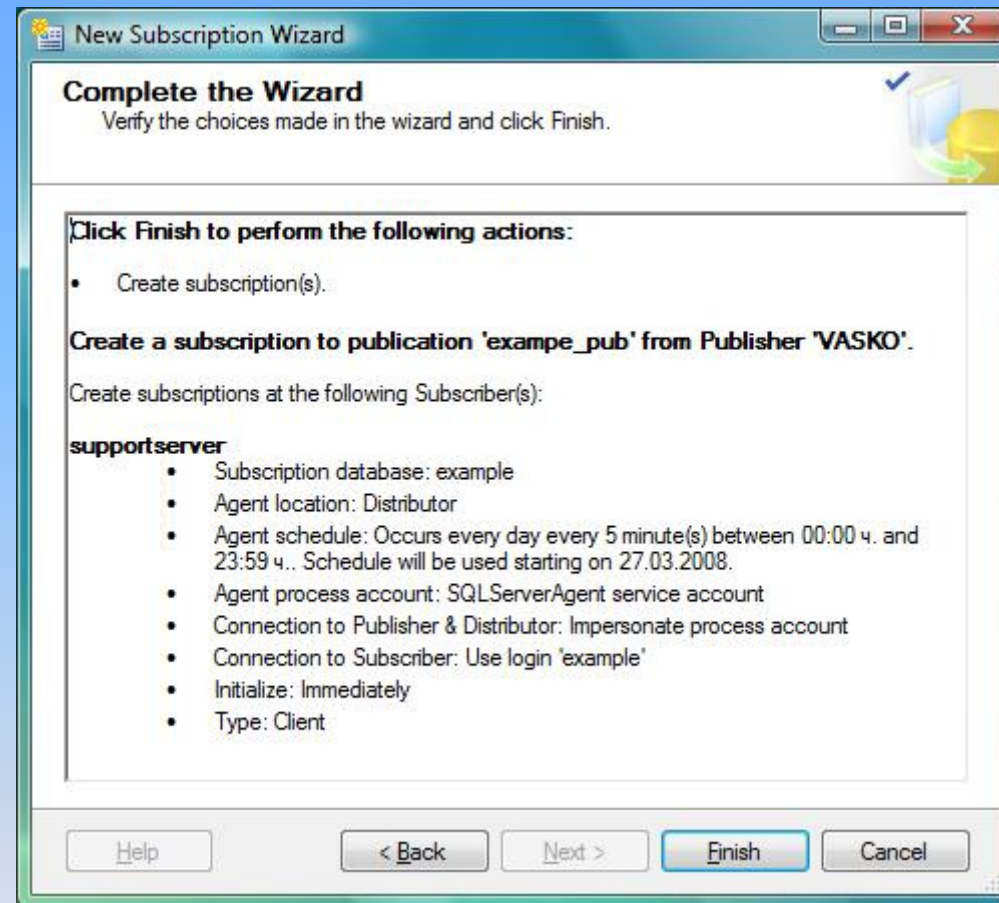 New Subscription Wizard
Complete the Wizard
Verify the choices made in the wizard and click Finish.
Click Finish to perform the following actions:
• Create subscription(s).
Create a subscription to publication 'exampe_pub' from Publisher 'VASKO'.
Create subscriptions at the following Subscriber(s):
supportserver
• Subscription database: example
• Agent location: Distributor
• Agent schedule: Occurs every day every 5 minute(s) between 00:00 ч. and
23:59 ч.. Schedule will be used starting on 27.03.2008.
• Agent process account: SQLServerAgent service account
• Connection to Publisher & Distributor: Impersonate process account
• Connection to Subscriber: Use login 'example'
• Initialize: Immediately
• Type: Client
Help
< Back
Next >
Finish
Cancel